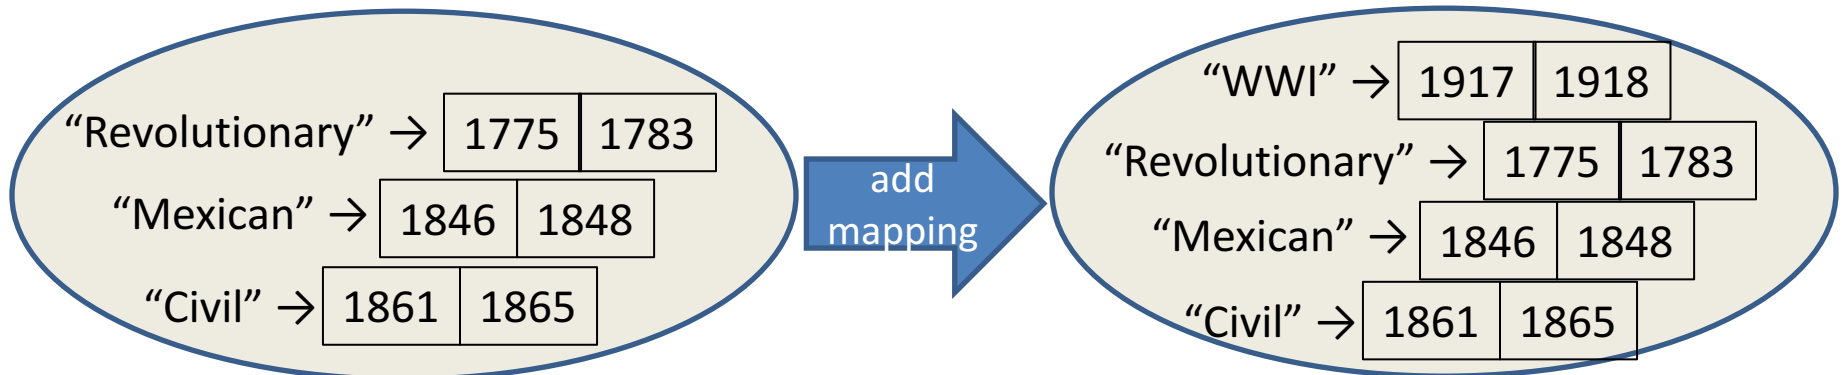 “Revolutionary” → 1775 1783
“Mexican” → 1846 1848
“Civil” → 1861 1865
add
mapping
“WWI” → 1917 1918
“Revolutionary” → 1775 1783
“Mexican” → 1846 1848
“Civil” → 1861 1865